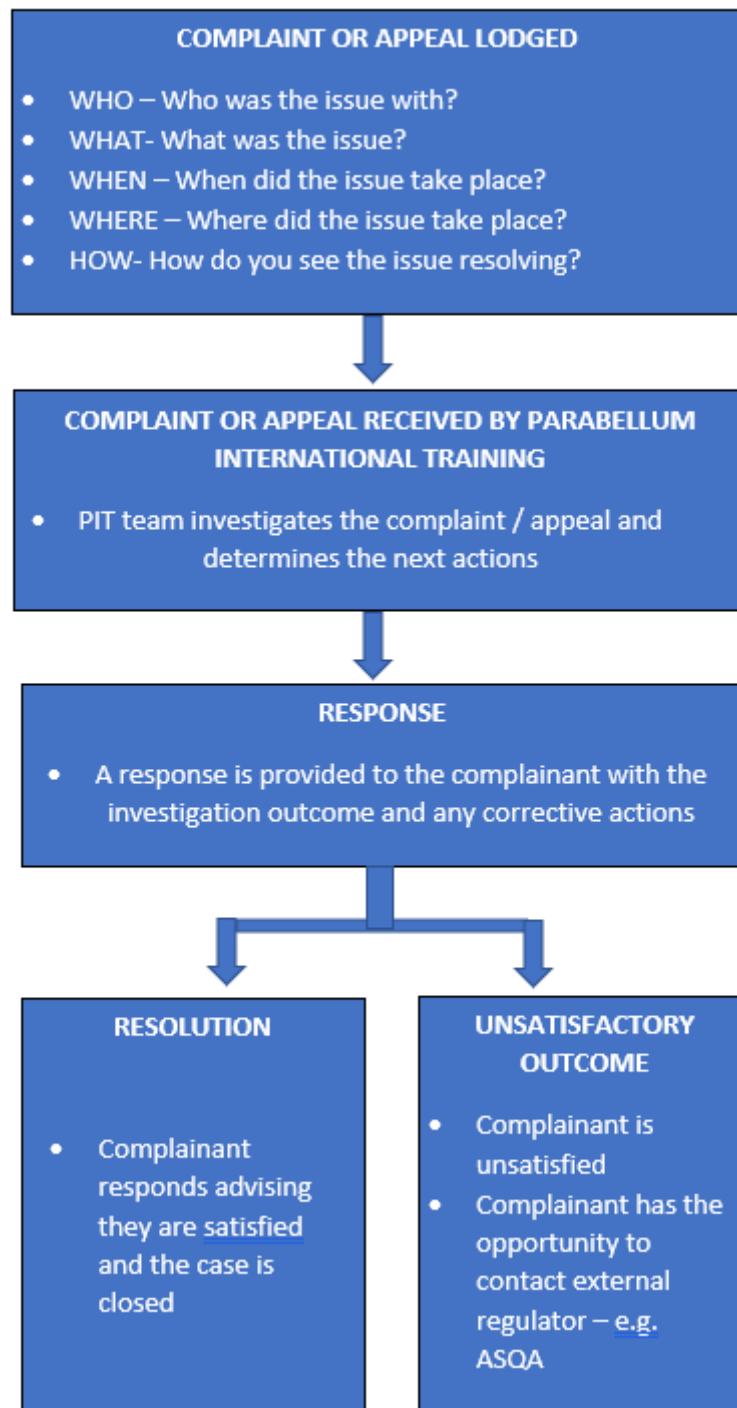 COMPLAINT OR APPEAL LODGED
• WHO – Who was the issue with?
• WHAT- What was the issue?
• WHEN – When did the issue take place?
• WHERE – Where did the issue take place?
• HOW- How do you see the issue resolving?
COMPLAINT OR APPEAL RECEIVED BY PARABELLUM
INTERNATIONAL TRAINING
• PIT team investigates the complaint / appeal and
determines the next actions
RESPONSE
• A response is provided to the complainant with the
investigation outcome and any corrective actions
RESOLUTION
• Complainant
responds advising
they are satisfied
and the case is
closed
UNSATISFACTORY
OUTCOME
• Complainant is
unsatisfied
• Complainant has the
opportunity to
contact external
regulator – e.g.
ASQA